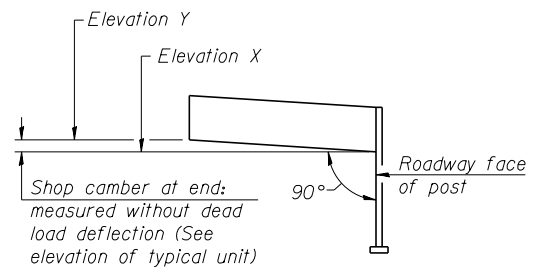 Elevation Y
Elevation X
Roadway face
of post
90°
Shop camber at end:
measured without dead
load deflection (See
elevation of typical unit)